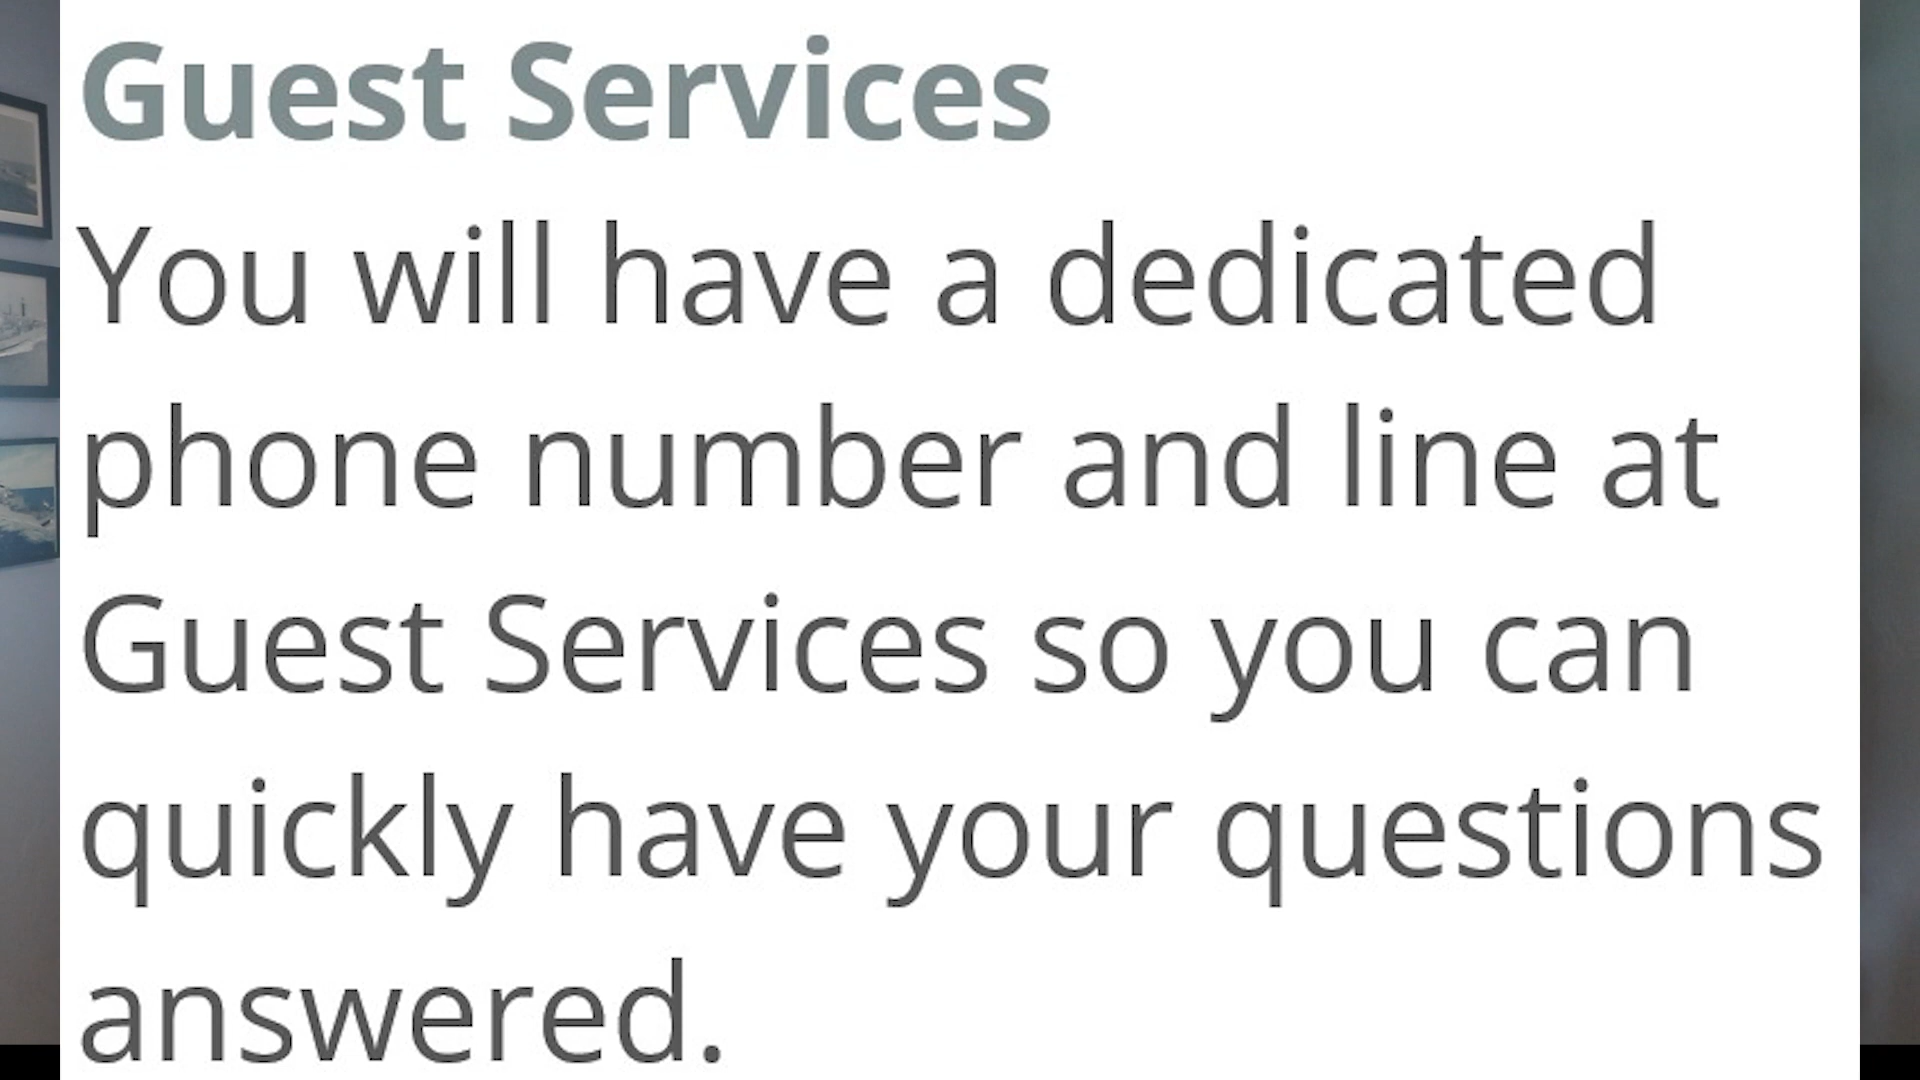 Guest Services
You will have a dedicated
phone number and line at
Guest Services so you can
quickly have your questions
answered.